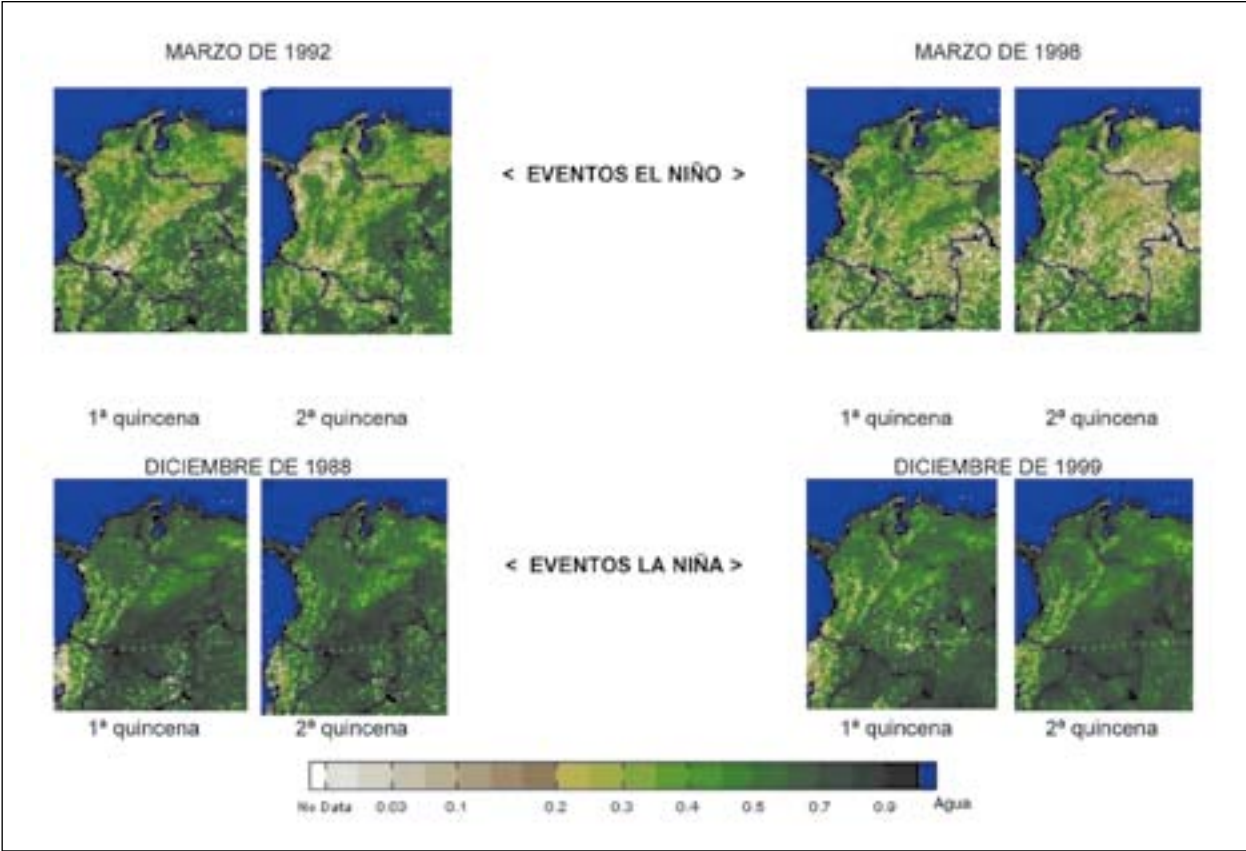 MARZO DE 1992
MARZO DE 1998
< EVENTOS EL NIÑO >
1ª quincena
2ª quincena
1ª quincena
2ª quincena
DICIEMBRE DE 1988
DICIEMBRE DE 1999
< EVENTOS LA NIÑA >
1ª quincena
2ª quincena
1ª quincena
2ª quincena
No Data 0.03 0.1 0.2 0.3 0.4 0.5 0.7 0.9 Agua